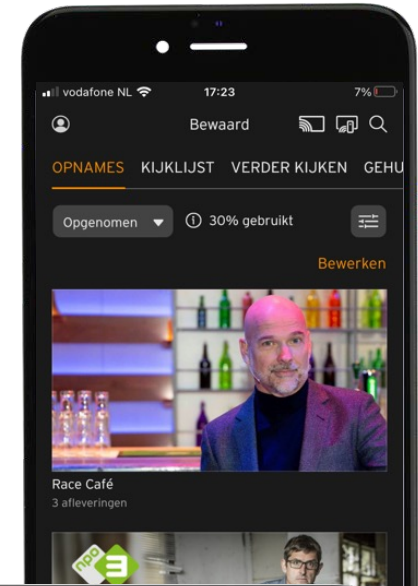 vodafone NL 17:23 7%
Bewaard
OPNAMES KIJKLIJST VERDER KIJKEN GEHU
Opgenomen 30% gebruikt
Bewerken
Race Café
3 afleveringen
npo 3